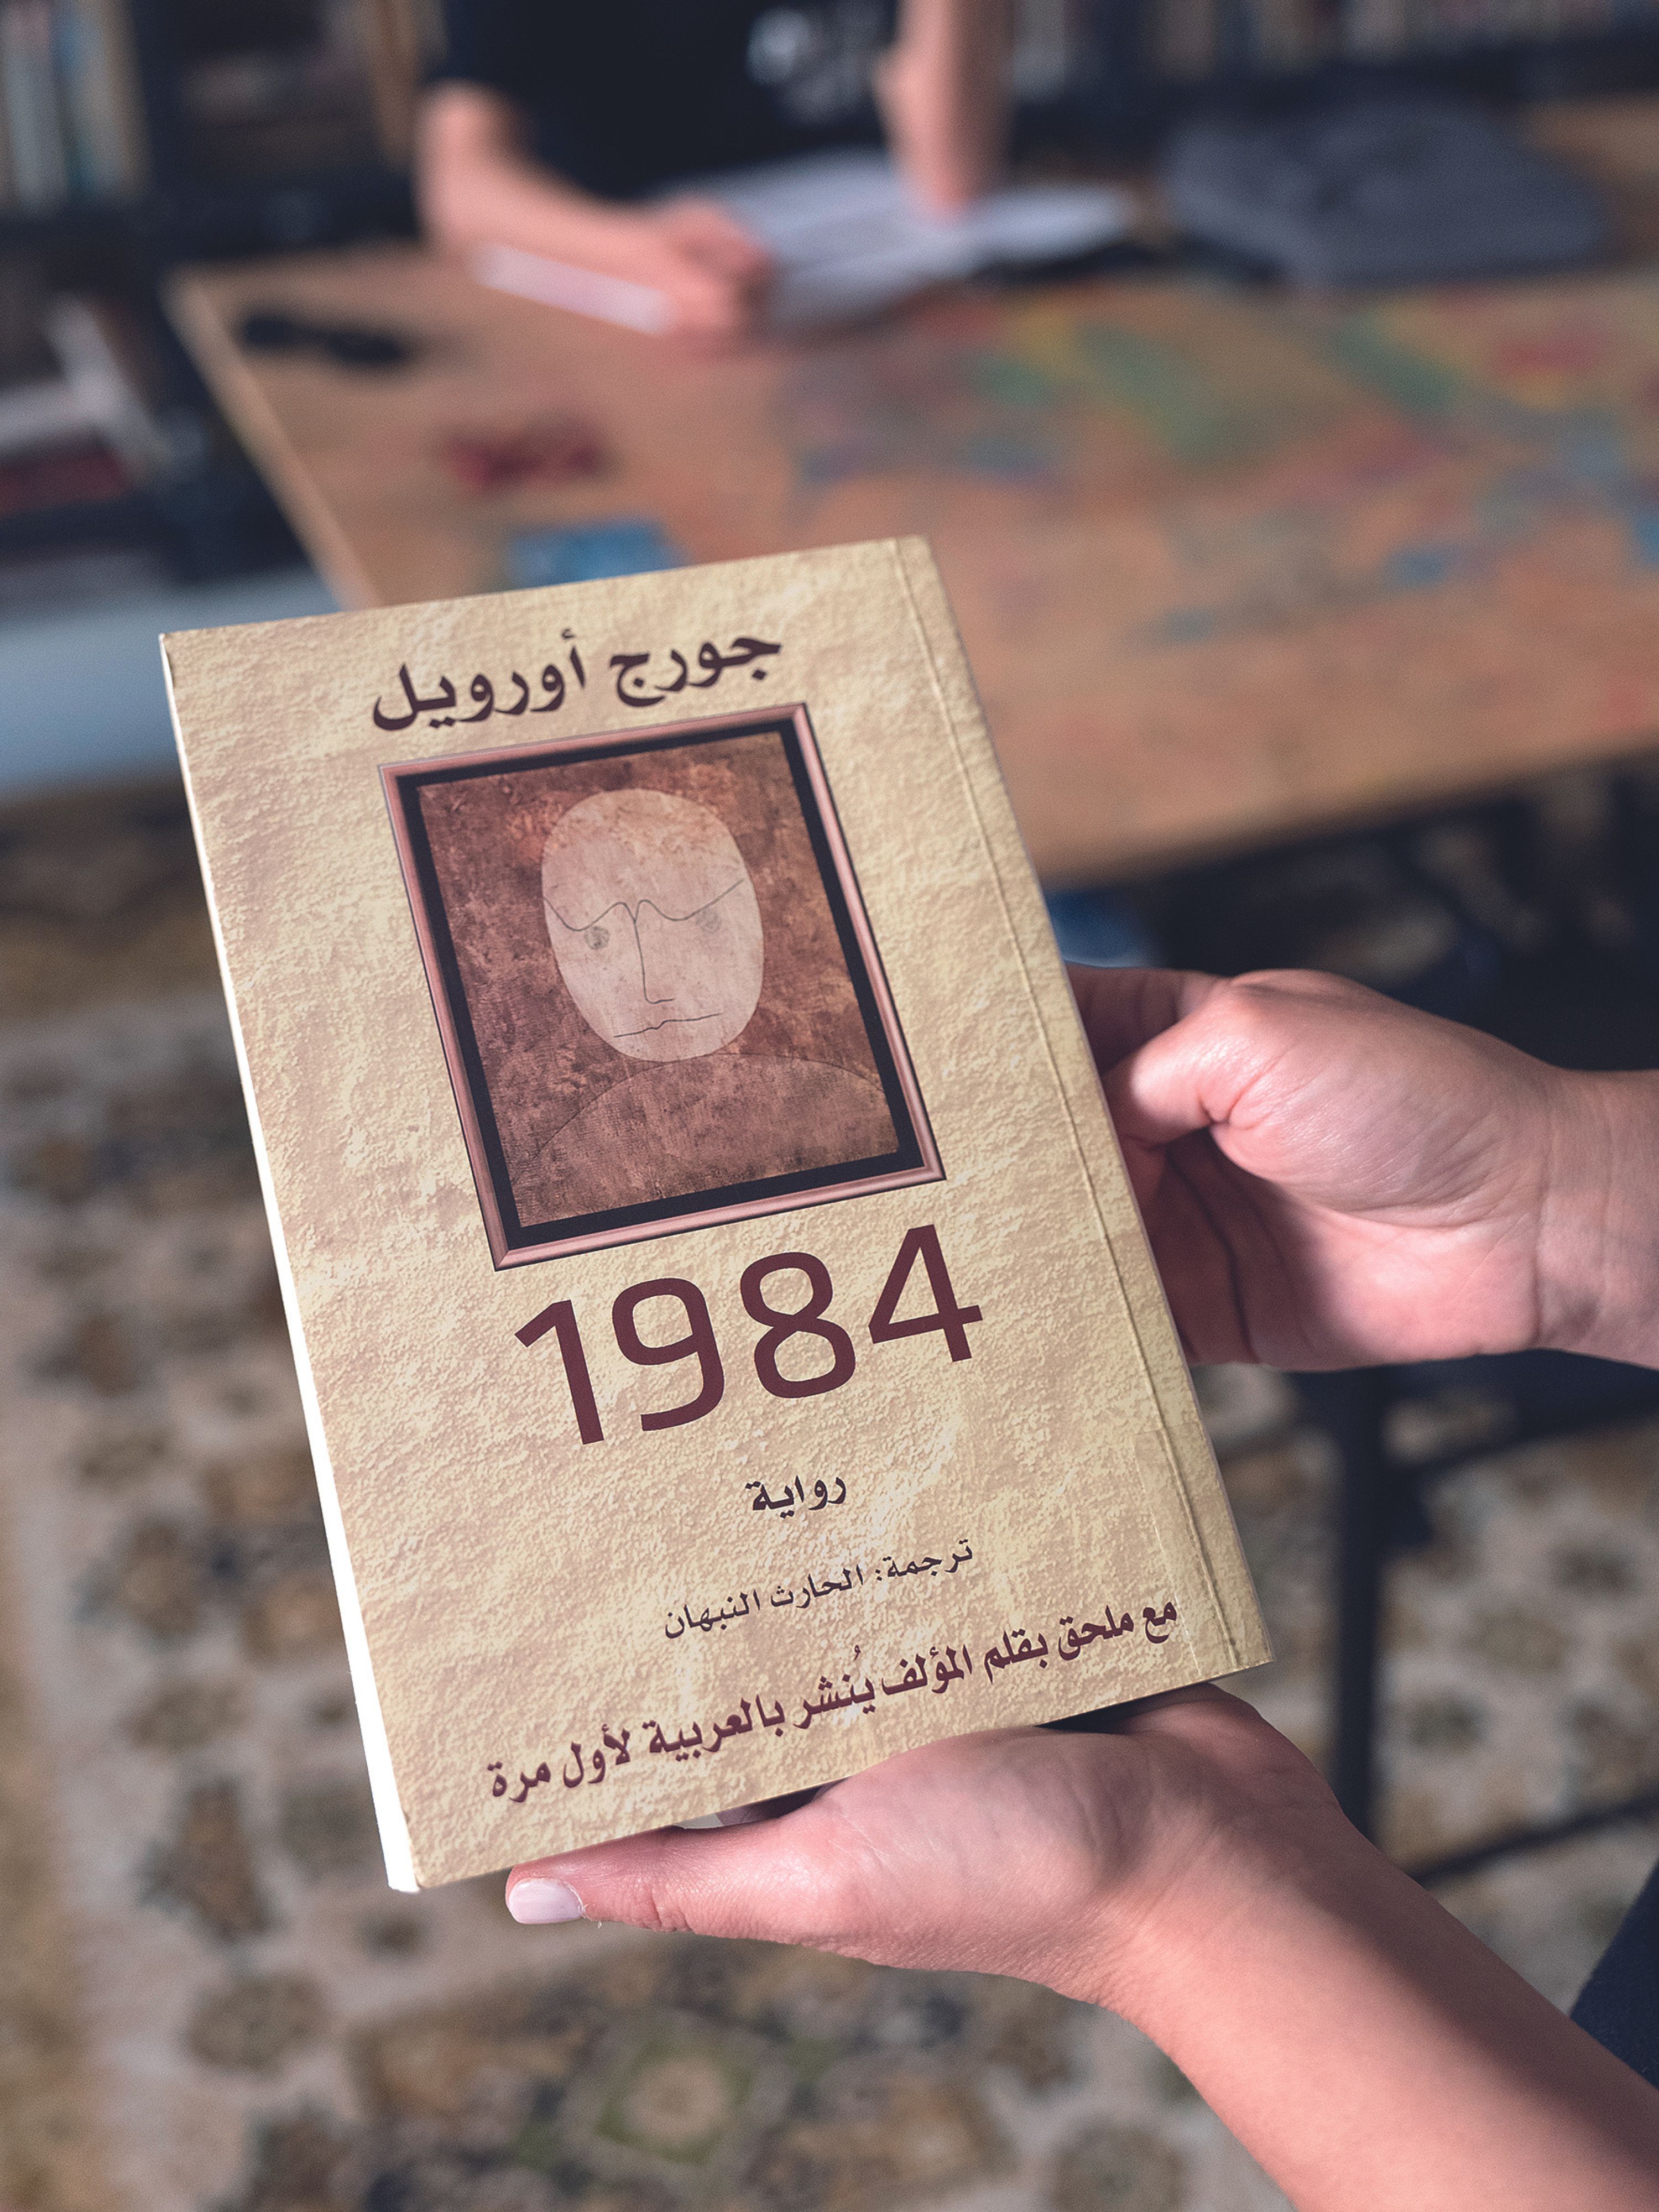 جورج أورويل
1984
رواية
ترجمة: الحارث النبهان
مع ملحق بقلم المؤلف يُنشر بالعربية لأول مرة